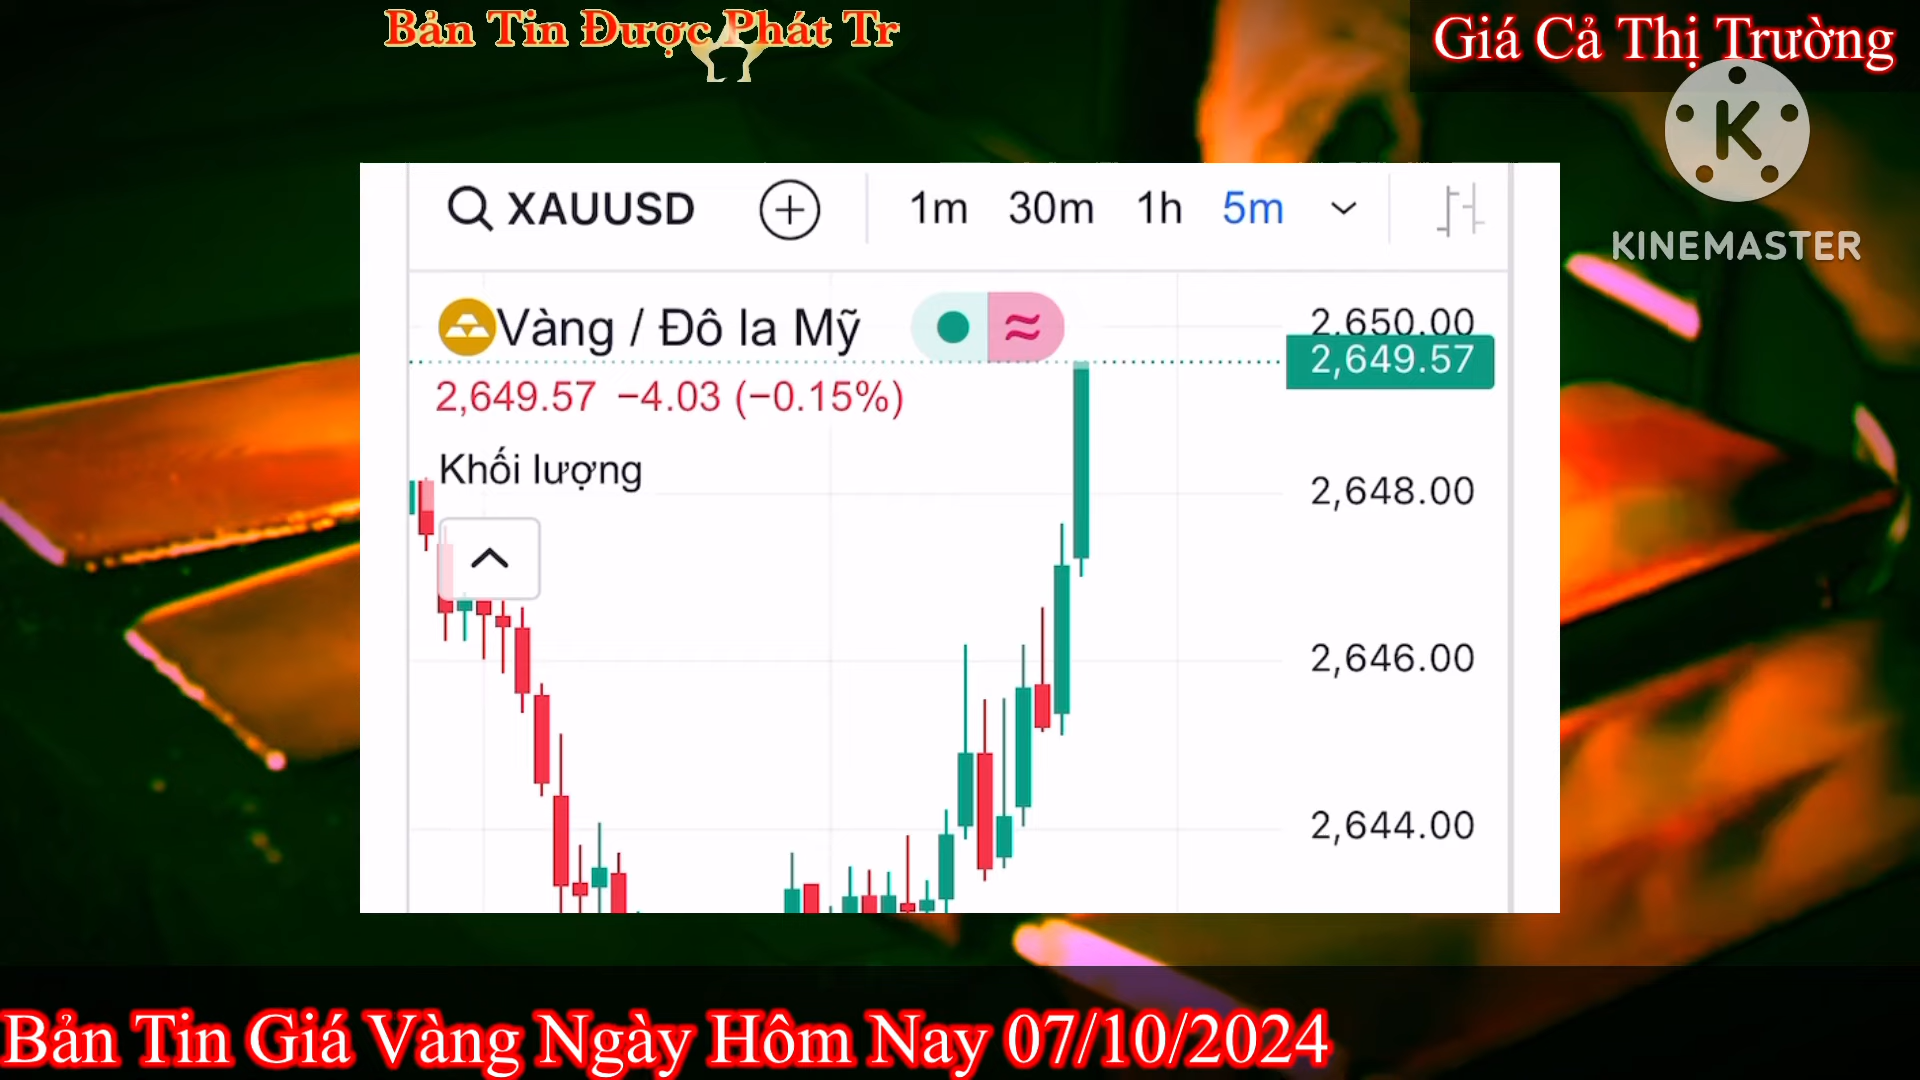 Bản Tin Được Phát Tr
Giá Cả Thị Trường
KINEMASTER
XAUUSD
1m 30m 1h 5m
Vàng / Đô la Mỹ
2,649.57 −4.03 (−0.15%)
Khối lượng
2,650.00
2,649.57
2,648.00
2,646.00
2,644.00
Bản Tin Giá Vàng Ngày Hôm Nay 07/10/2024